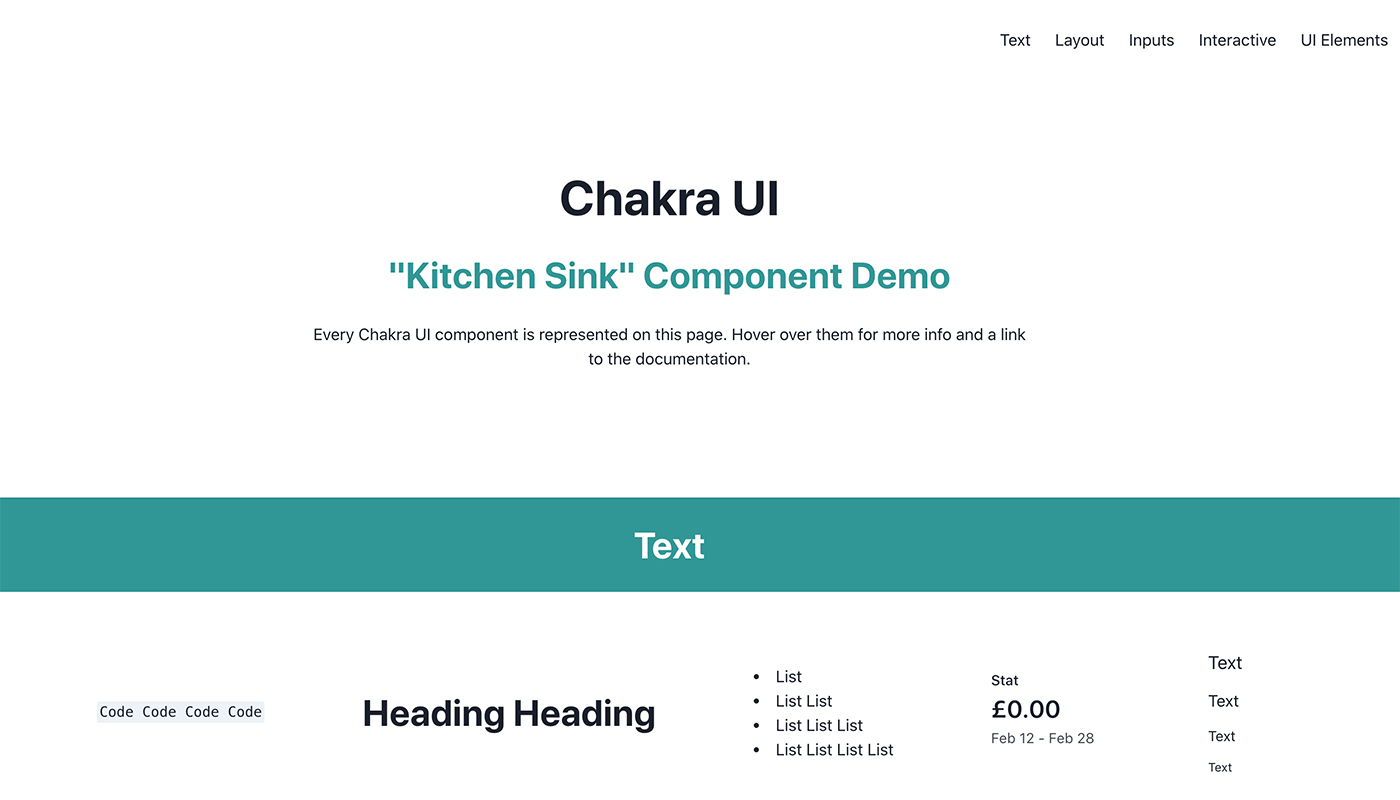 Text Layout Inputs Interactive UI Elements
Chakra UI
"Kitchen Sink" Component Demo
Every Chakra UI component is represented on this page. Hover over them for more info and a link
to the documentation.
Text
Code Code Code Code
Heading Heading
• List
• List List
• List List List
• List List List List
Stat
£0.00
Feb 12 - Feb 28
Text
Text
Text
Text